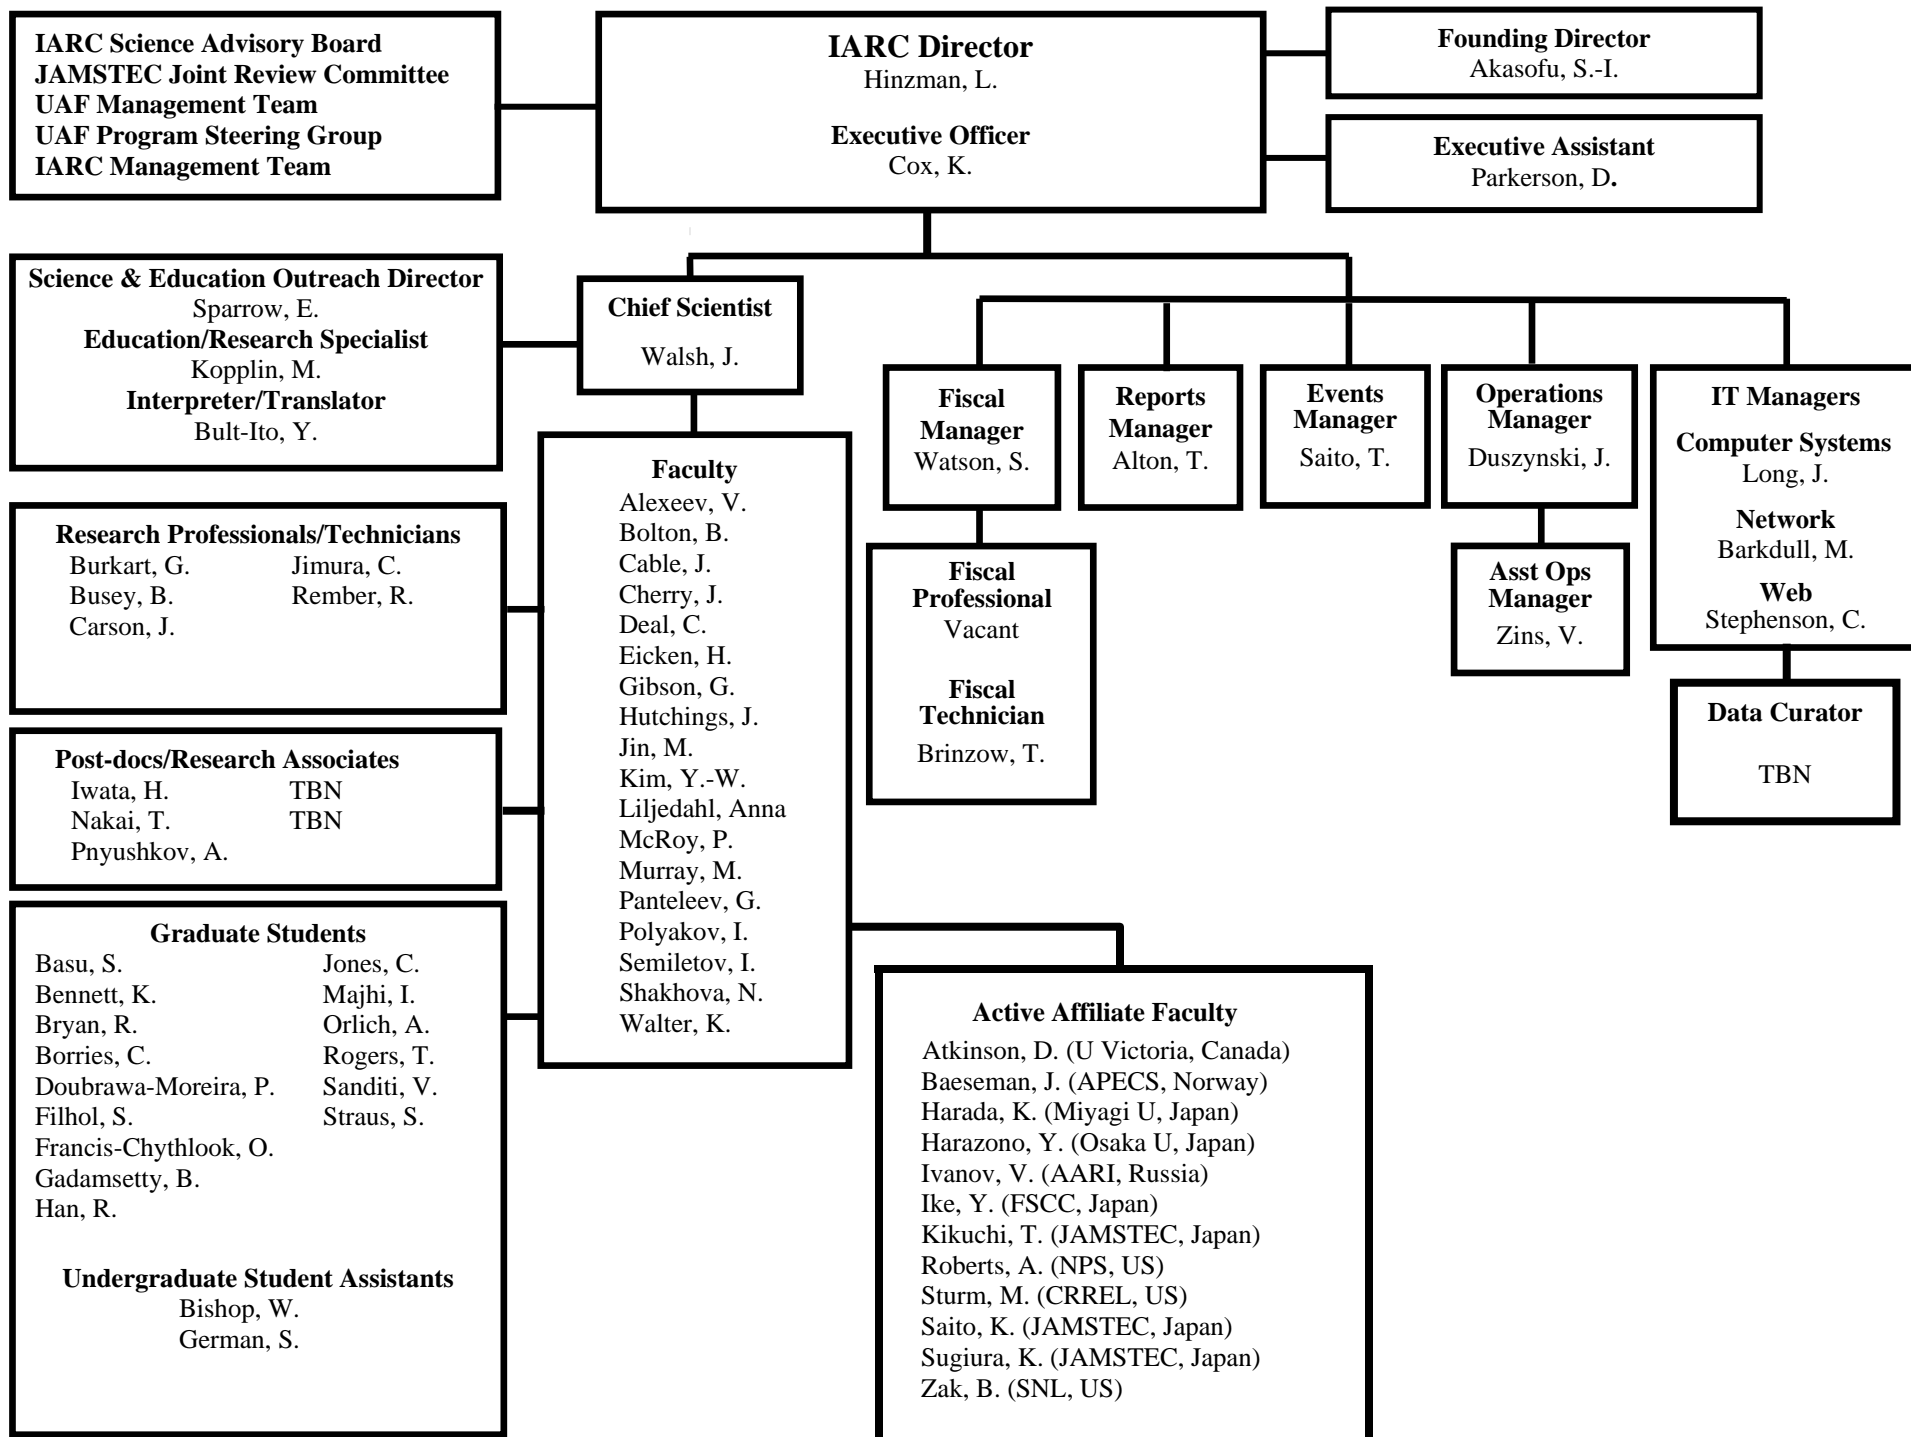 IARC Science Advisory Board
JAMSTEC Joint Review Committee
UAF Management Team
UAF Program Steering Group
IARC Management Team
IARC Director
Hinzman, L.
Executive Officer
Cox, K.
Founding Director
Akasofu, S.-I.
Executive Assistant
Parkerson, D.
Science & Education Outreach Director
Sparrow, E.
Education/Research Specialist
Kopplin, M.
Interpreter/Translator
Bult-Ito, Y.
Chief Scientist
Walsh, J.
Fiscal
Manager
Watson, S.
Reports
Manager
Alton, T.
Events
Manager
Saito, T.
Operations
Manager
Duszynski, J.
IT Managers
Computer Systems
Long, J.
Network
Barkdull, M.
Web
Stephenson, C.
Fiscal
Professional
Vacant
Fiscal
Technician
Brinzow, T.
Asst Ops
Manager
Zins, V.
Data Curator
TBN
Faculty
Alexeev, V.
Bolton, B.
Cable, J.
Cherry, J.
Deal, C.
Eicken, H.
Gibson, G.
Hutchings, J.
Jin, M.
Kim, Y.-W.
Liljedahl, Anna
McRoy, P.
Murray, M.
Panteleev, G.
Polyakov, I.
Semiletov, I.
Shakhova, N.
Walter, K.
Research Professionals/Technicians
Burkart, G. Jimura, C.
Busey, B. Rember, R.
Carson, J.
Post-docs/Research Associates
Iwata, H. TBN
Nakai, T. TBN
Pnyushkov, A.
Graduate Students
Basu, S. Jones, C.
Bennett, K. Majhi, I.
Bryan, R. Orlich, A.
Borries, C. Rogers, T.
Doubrawa-Moreira, P. Sanditi, V.
Filhol, S. Straus, S.
Francis-Chythlook, O.
Gadamsetty, B.
Han, R.
Undergraduate Student Assistants
Bishop, W.
German, S.
Active Affiliate Faculty
Atkinson, D. (U Victoria, Canada)
Baeseman, J. (APECS, Norway)
Harada, K. (Miyagi U, Japan)
Harazono, Y. (Osaka U, Japan)
Ivanov, V. (AARI, Russia)
Ike, Y. (FSCC, Japan)
Kikuchi, T. (JAMSTEC, Japan)
Roberts, A. (NPS, US)
Sturm, M. (CRREL, US)
Saito, K. (JAMSTEC, Japan)
Sugiura, K. (JAMSTEC, Japan)
Zak, B. (SNL, US)